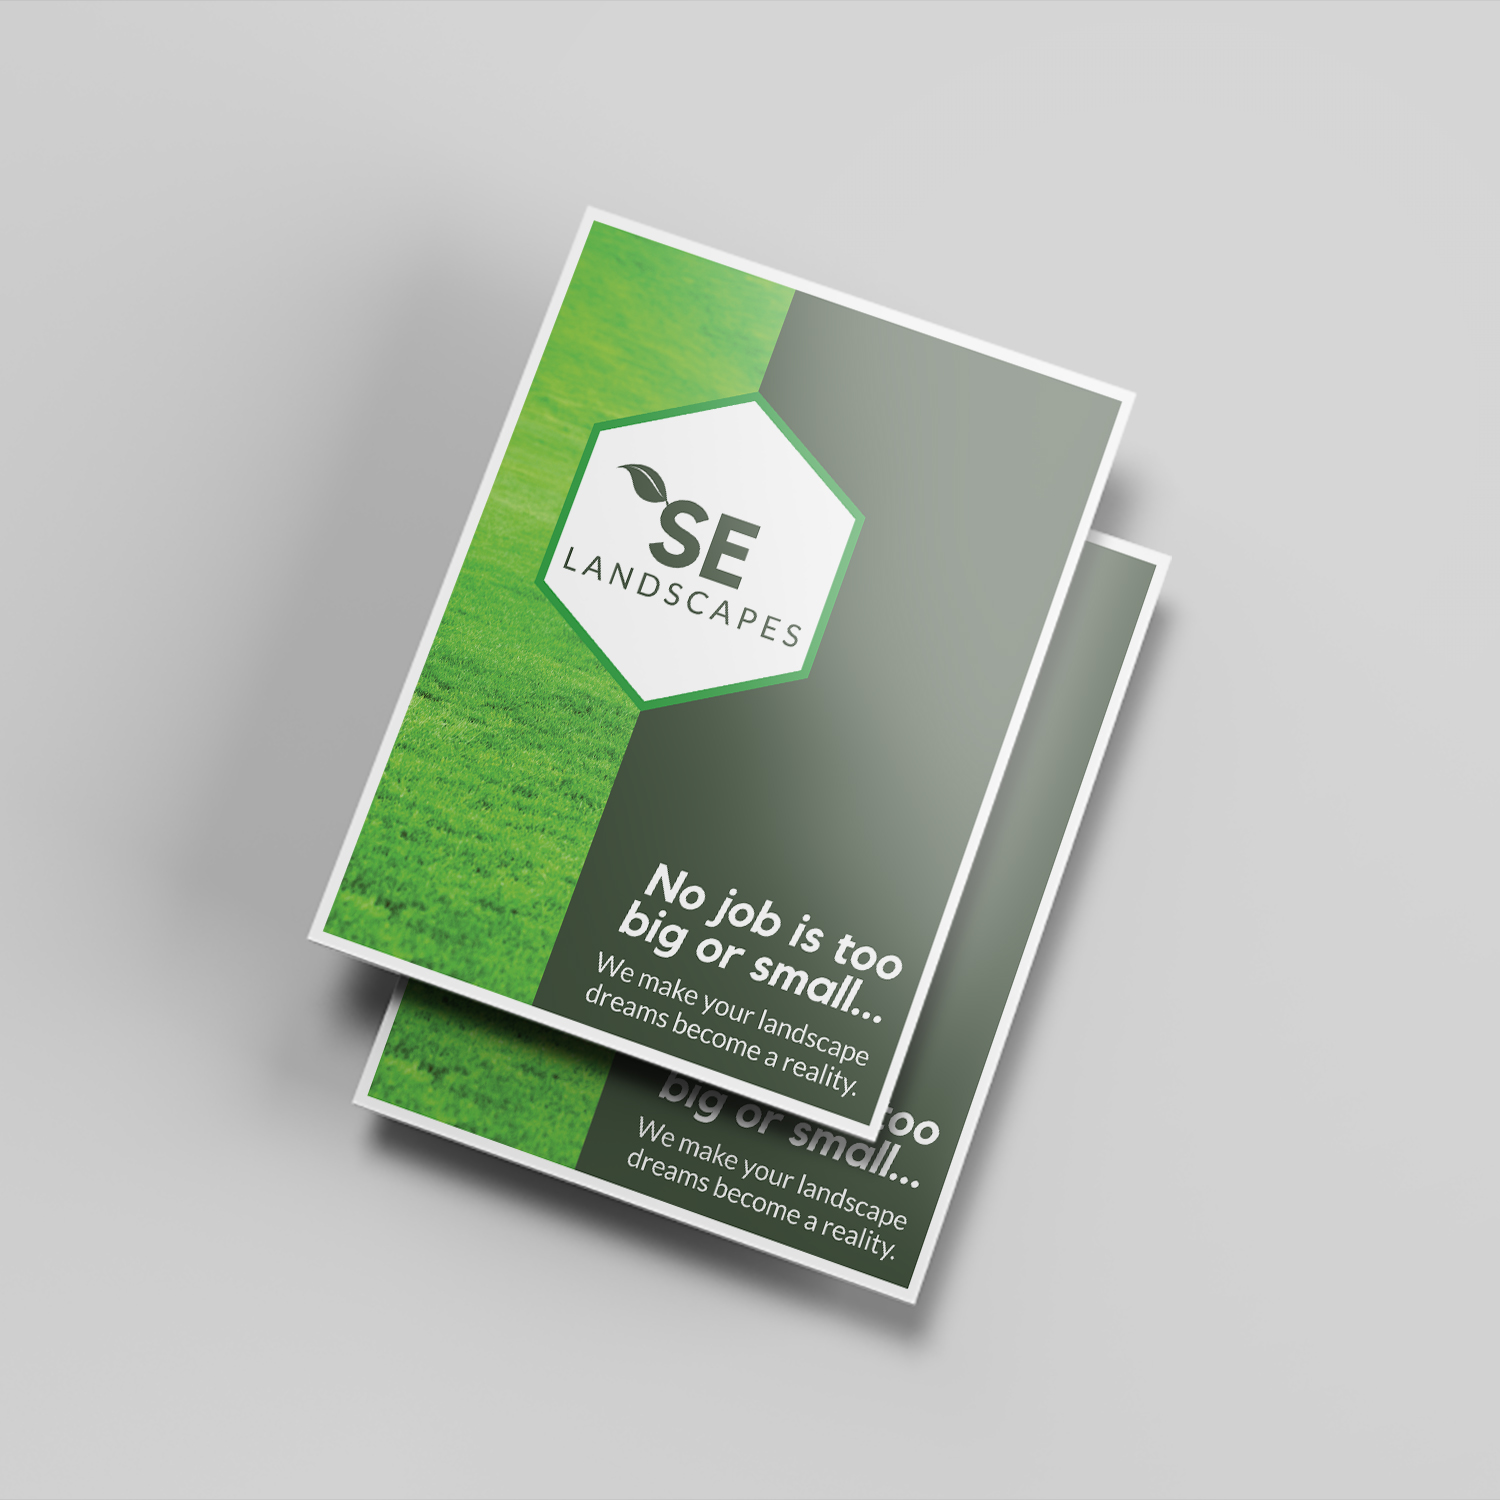 SE
LANDSCAPES
No job is too
big or small...
We make your landscape
dreams become a reality.
too
big or small...
We make your landscape
dreams become a reality.